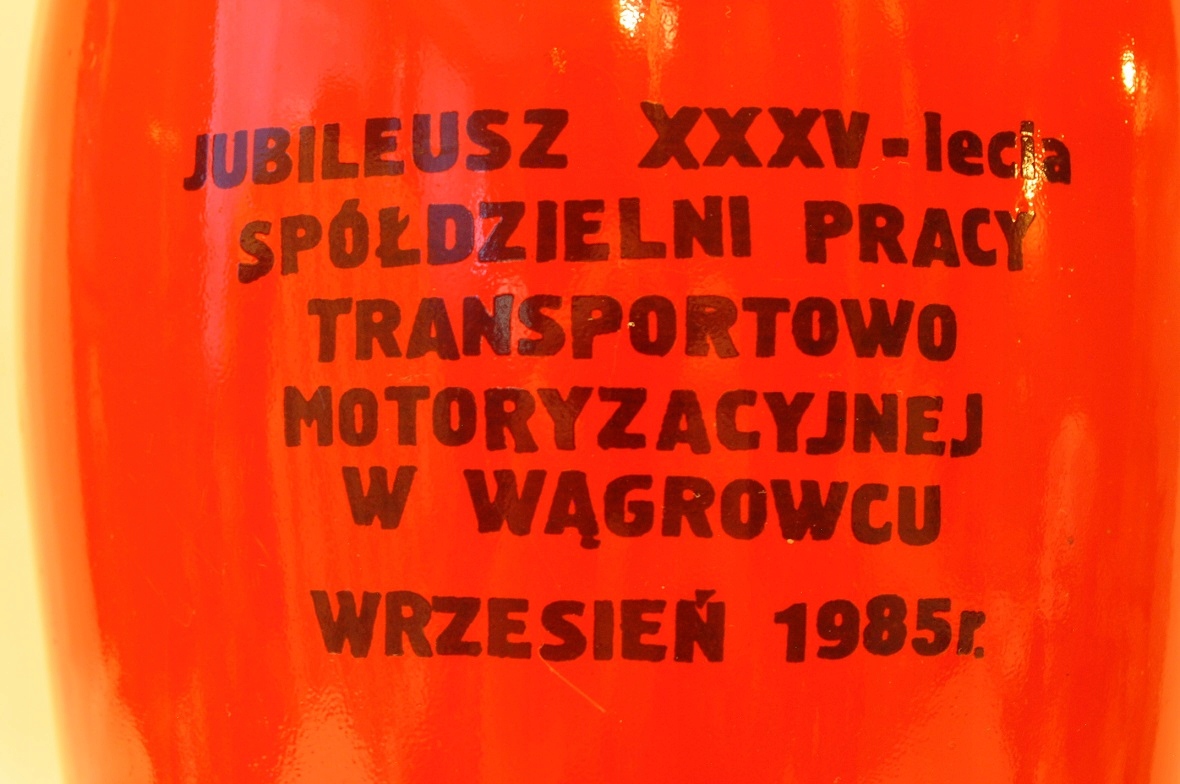 JUBILEUSZ XXXV-lecia
SPÓŁDZIELNI PRACY
TRANSPORTOWO
MOTORYZACYJNEJ
W WĄGROWCU
WRZESIEŃ 1985r.